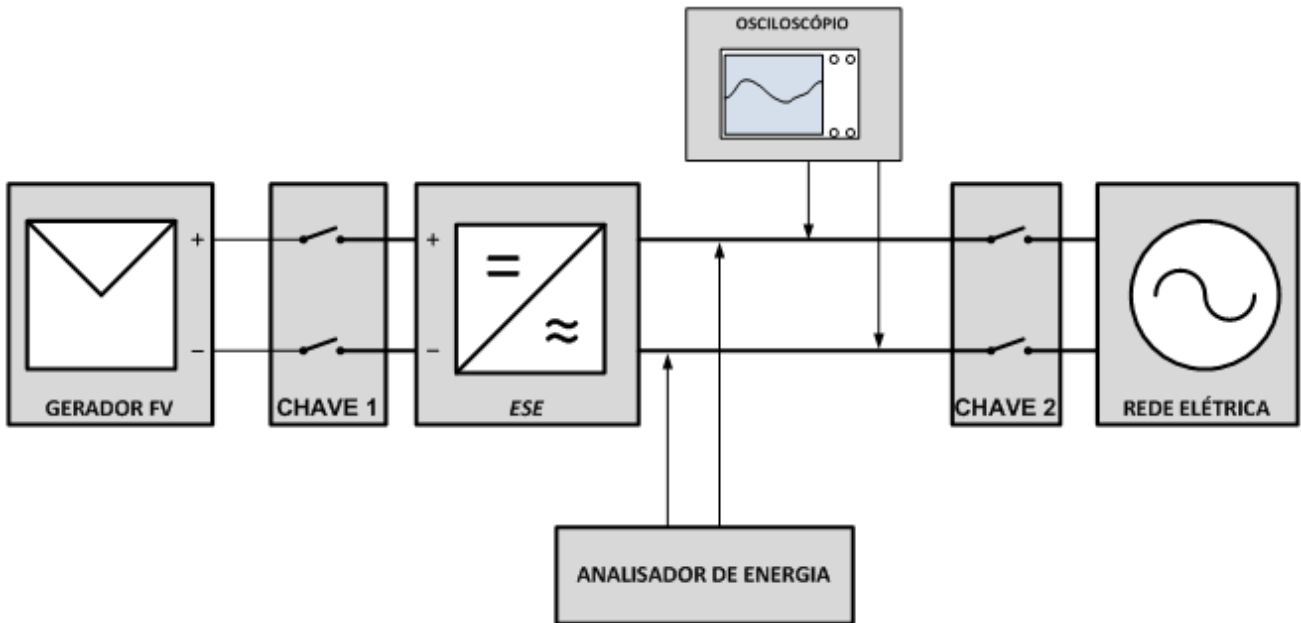 OSCILOSCÓPIO
+
+
−
−
GERADOR FV
CHAVE 1
ESE
CHAVE 2
REDE ELÉTRICA
ANALISADOR DE ENERGIA